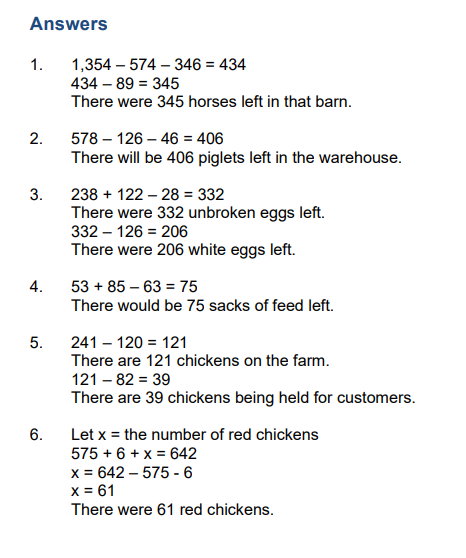 Answers
1. 1,354 – 574 – 346 = 434
434 – 89 = 345
There were 345 horses left in that barn.
2. 578 – 126 – 46 = 406
There will be 406 piglets left in the warehouse.
3. 238 + 122 – 28 = 332
There were 332 unbroken eggs left.
332 – 126 = 206
There were 206 white eggs left.
4. 53 + 85 – 63 = 75
There would be 75 sacks of feed left.
5. 241 – 120 = 121
There are 121 chickens on the farm.
121 – 82 = 39
There are 39 chickens being held for customers.
6. Let x = the number of red chickens
575 + 6 + x = 642
x = 642 – 575 - 6
x = 61
There were 61 red chickens.